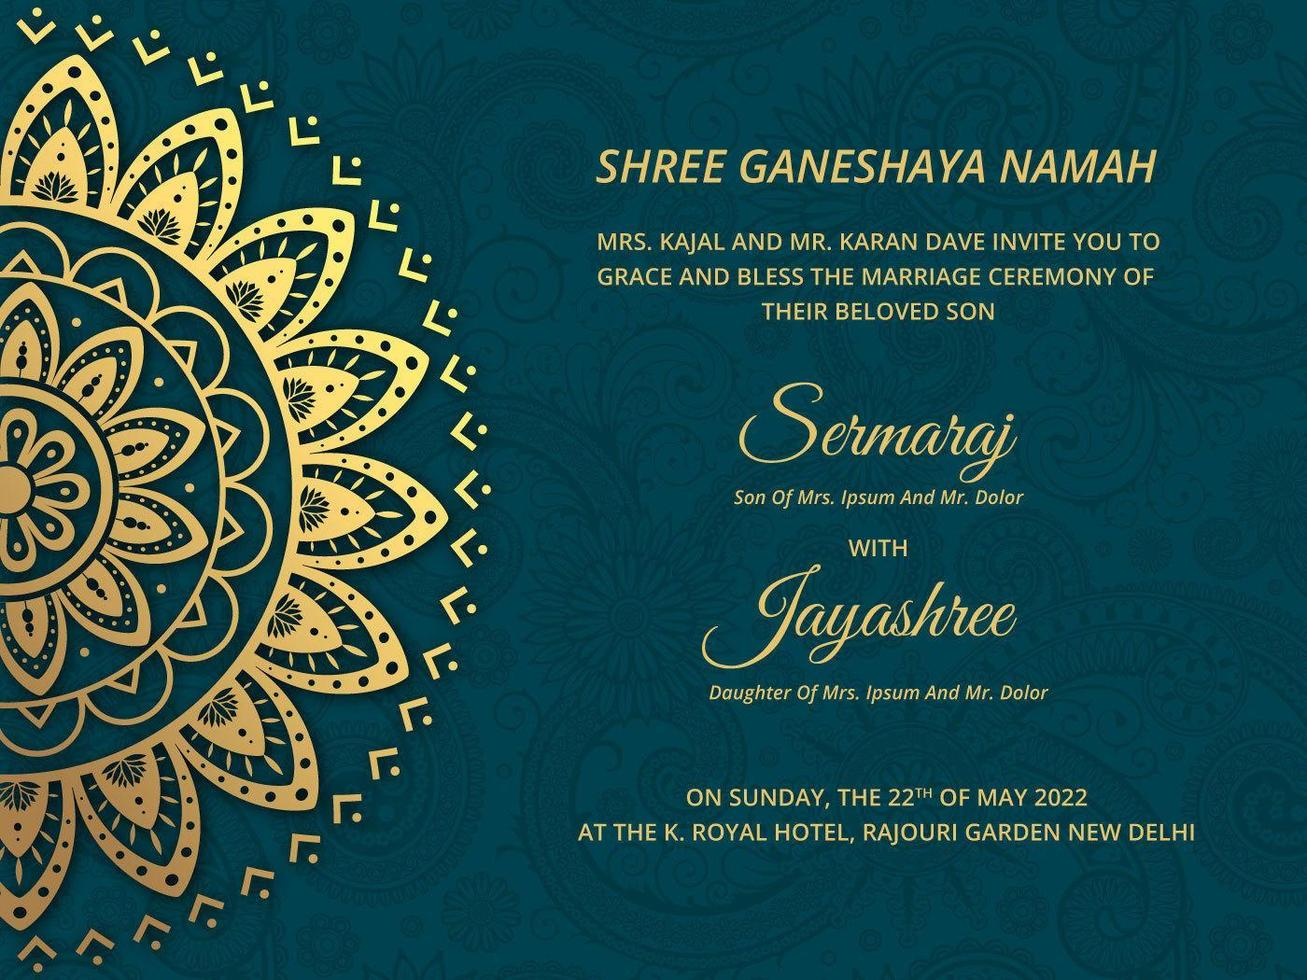 SHREE GANESHAYA NAMAH
MRS. KAJAL AND MR. KARAN DAVE INVITE YOU TO
GRACE AND BLESS THE MARRIAGE CEREMONY OF
THEIR BELOVED SON
Sermaraj
Son Of Mrs. Ipsum And Mr. Dolor
WITH
Jayashree
Daughter Of Mrs. Ipsum And Mr. Dolor
ON SUNDAY, THE 22TH OF MAY 2022
AT THE K. ROYAL HOTEL, RAJOURI GARDEN NEW DELHI